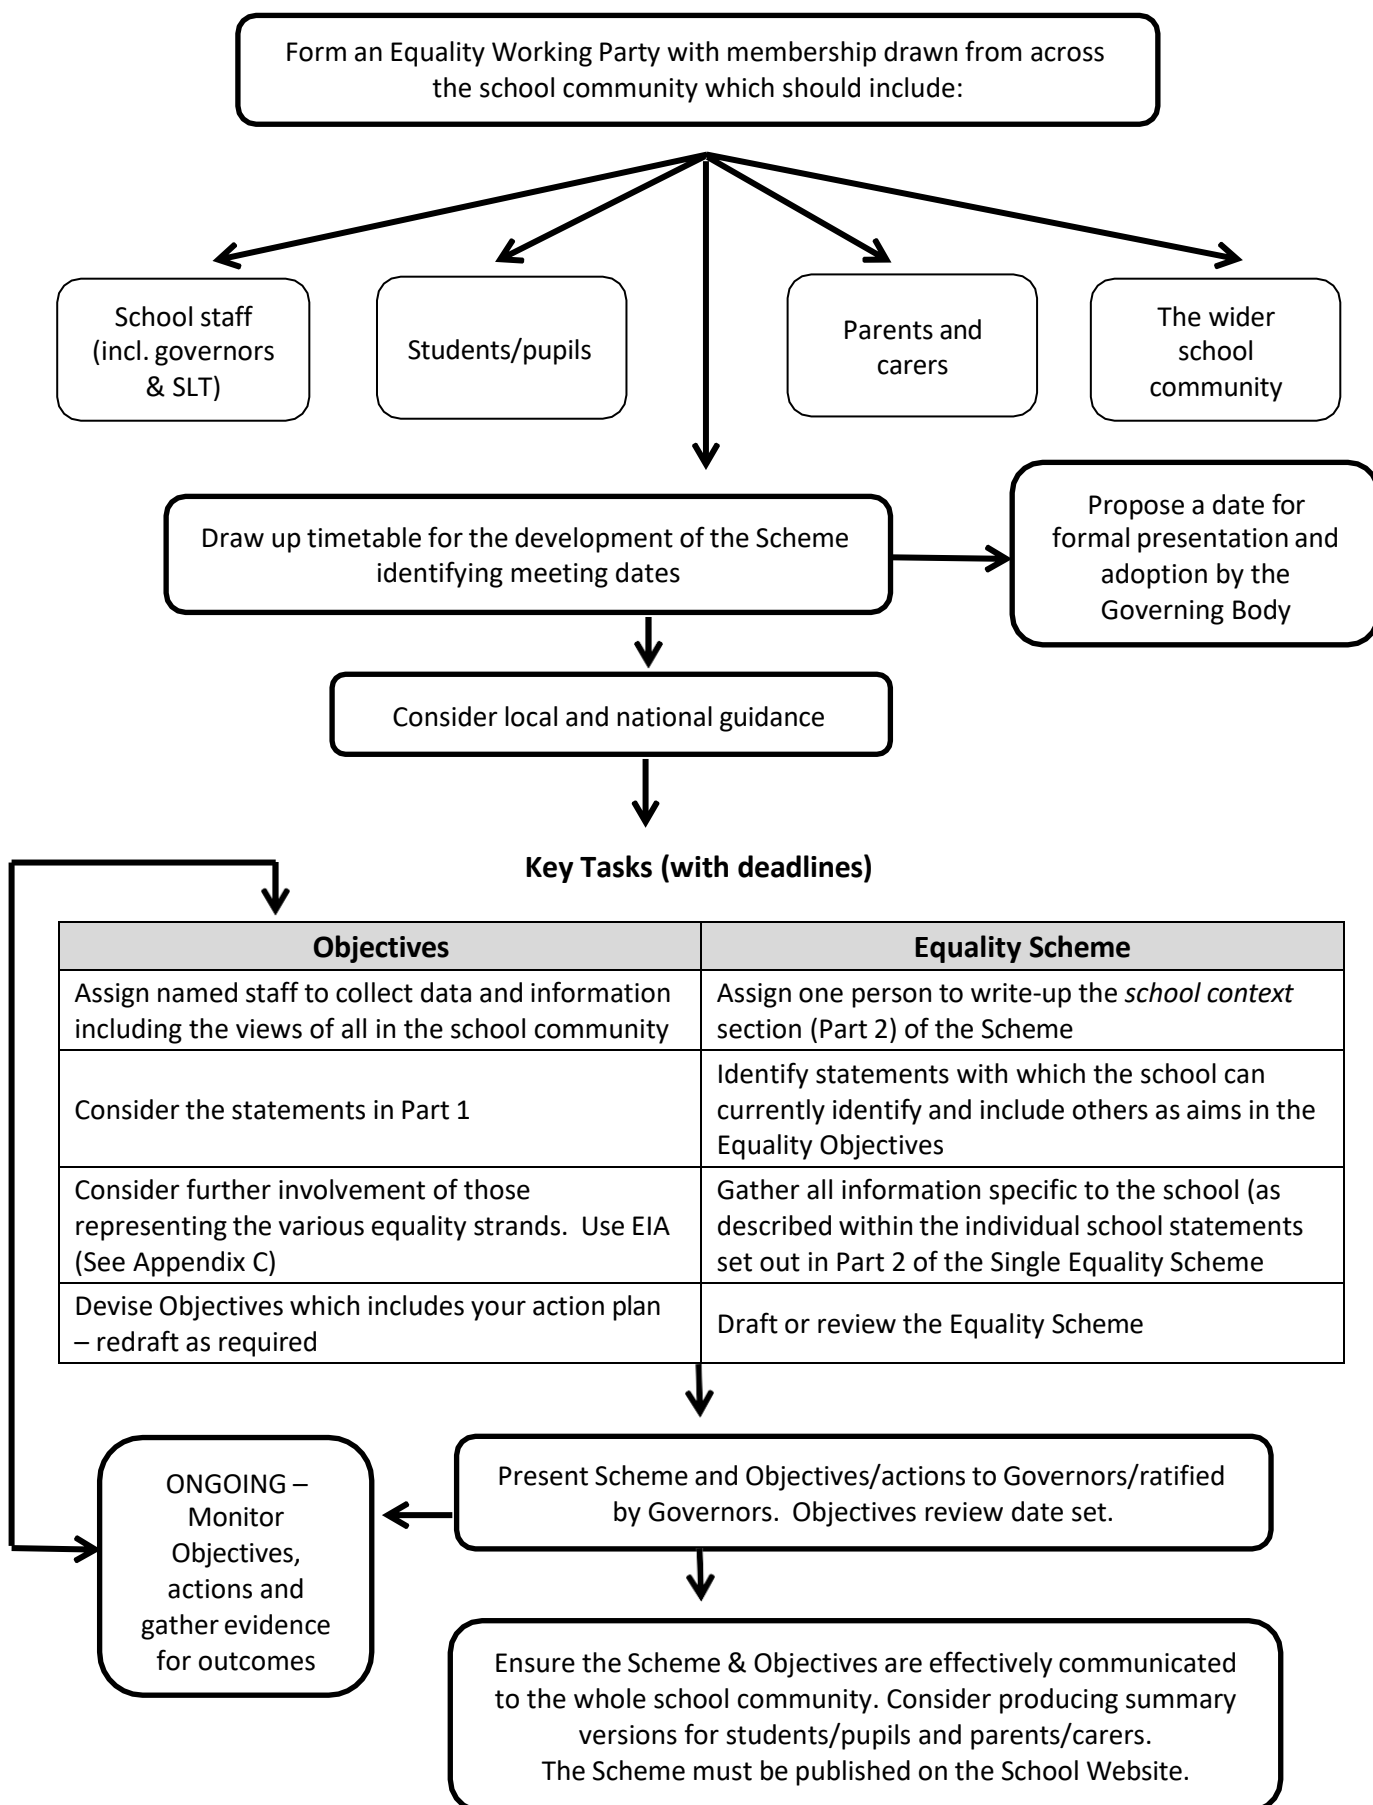 Form an Equality Working Party with membership drawn from across
the school community which should include:
School staff
(incl. governors
& SLT)
Students/pupils
Parents and
carers
The wider
school
community
Draw up timetable for the development of the Scheme
identifying meeting dates
Propose a date for
formal presentation and
adoption by the
Governing Body
Consider local and national guidance
Key Tasks (with deadlines)
Objectives
Equality Scheme
Assign named staff to collect data and information
including the views of all in the school community
Assign one person to write-up the school context
section (Part 2) of the Scheme
Consider the statements in Part 1
Identify statements with which the school can
currently identify and include others as aims in the
Equality Objectives
Consider further involvement of those
representing the various equality strands.  Use EIA
(See Appendix C)
Gather all information specific to the school (as
described within the individual school statements
set out in Part 2 of the Single Equality Scheme
Devise Objectives which includes your action plan
– redraft as required
Draft or review the Equality Scheme
ONGOING –
Monitor
Objectives,
actions and
gather evidence
for outcomes
Present Scheme and Objectives/actions to Governors/ratified
by Governors.  Objectives review date set.
Ensure the Scheme & Objectives are effectively communicated
to the whole school community. Consider producing summary
versions for students/pupils and parents/carers.
The Scheme must be published on the School Website.